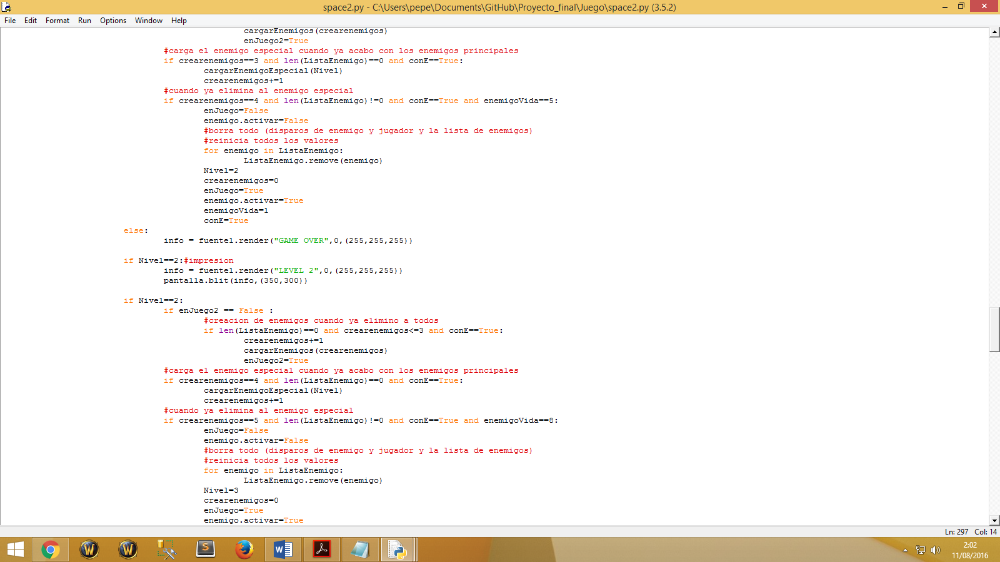 space2.py - C:\Users\pepe\Documents\GitHub\Proyecto_final\Juego\space2.py (3.5.2)
File Edit Format Run Options Window Help
cargarEnemigos(crearenemigos)
enJuego2=True
#carga el enemigo especial cuando ya acabo con los enemigos principales
if crearenemigos==3 and len(ListaEnemigo)==0 and conE==True:
cargarEnemigoEspecial(Nivel)
crearenemigos+=1
#cuando ya elimina al enemigo especial
if crearenemigos==4 and len(ListaEnemigo)!=0 and conE==True and enemigoVida==5:
enJuego=False
enemigo.activar=False
#borra todo (disparos de enemigo y jugador y la lista de enemigos)
#reinicia todos los valores
for enemigo in ListaEnemigo:
ListaEnemigo.remove(enemigo)
Nivel=2
crearenemigos=0
enJuego=True
enemigo.activar=True
enemigoVida=1
conE=True
else:
info = fuente1.render("GAME OVER",0,(255,255,255))
if Nivel==2:#impresion
info = fuente1.render("LEVEL 2",0,(255,255,255))
pantalla.blit(info,(350,300))
if Nivel==2:
if enJuego2 == False :
#creacion de enemigos cuando ya elimino a todos
if len(ListaEnemigo)==0 and crearenemigos<=3 and conE==True:
crearenemigos+=1
cargarEnemigos(crearenemigos)
enJuego2=True
#carga el enemigo especial cuando ya acabo con los enemigos principales
if crearenemigos==4 and len(ListaEnemigo)==0 and conE==True:
cargarEnemigoEspecial(Nivel)
crearenemigos+=1
#cuando ya elimina al enemigo especial
if crearenemigos==5 and len(ListaEnemigo)!=0 and conE==True and enemigoVida==8:
enJuego=False
enemigo.activar=False
#borra todo (disparos de enemigo y jugador y la lista de enemigos)
#reinicia todos los valores
for enemigo in ListaEnemigo:
ListaEnemigo.remove(enemigo)
Nivel=3
crearenemigos=0
enJuego=True
enemigo.activar=True
Ln: 297 Col: 14
2:02
11/08/2016